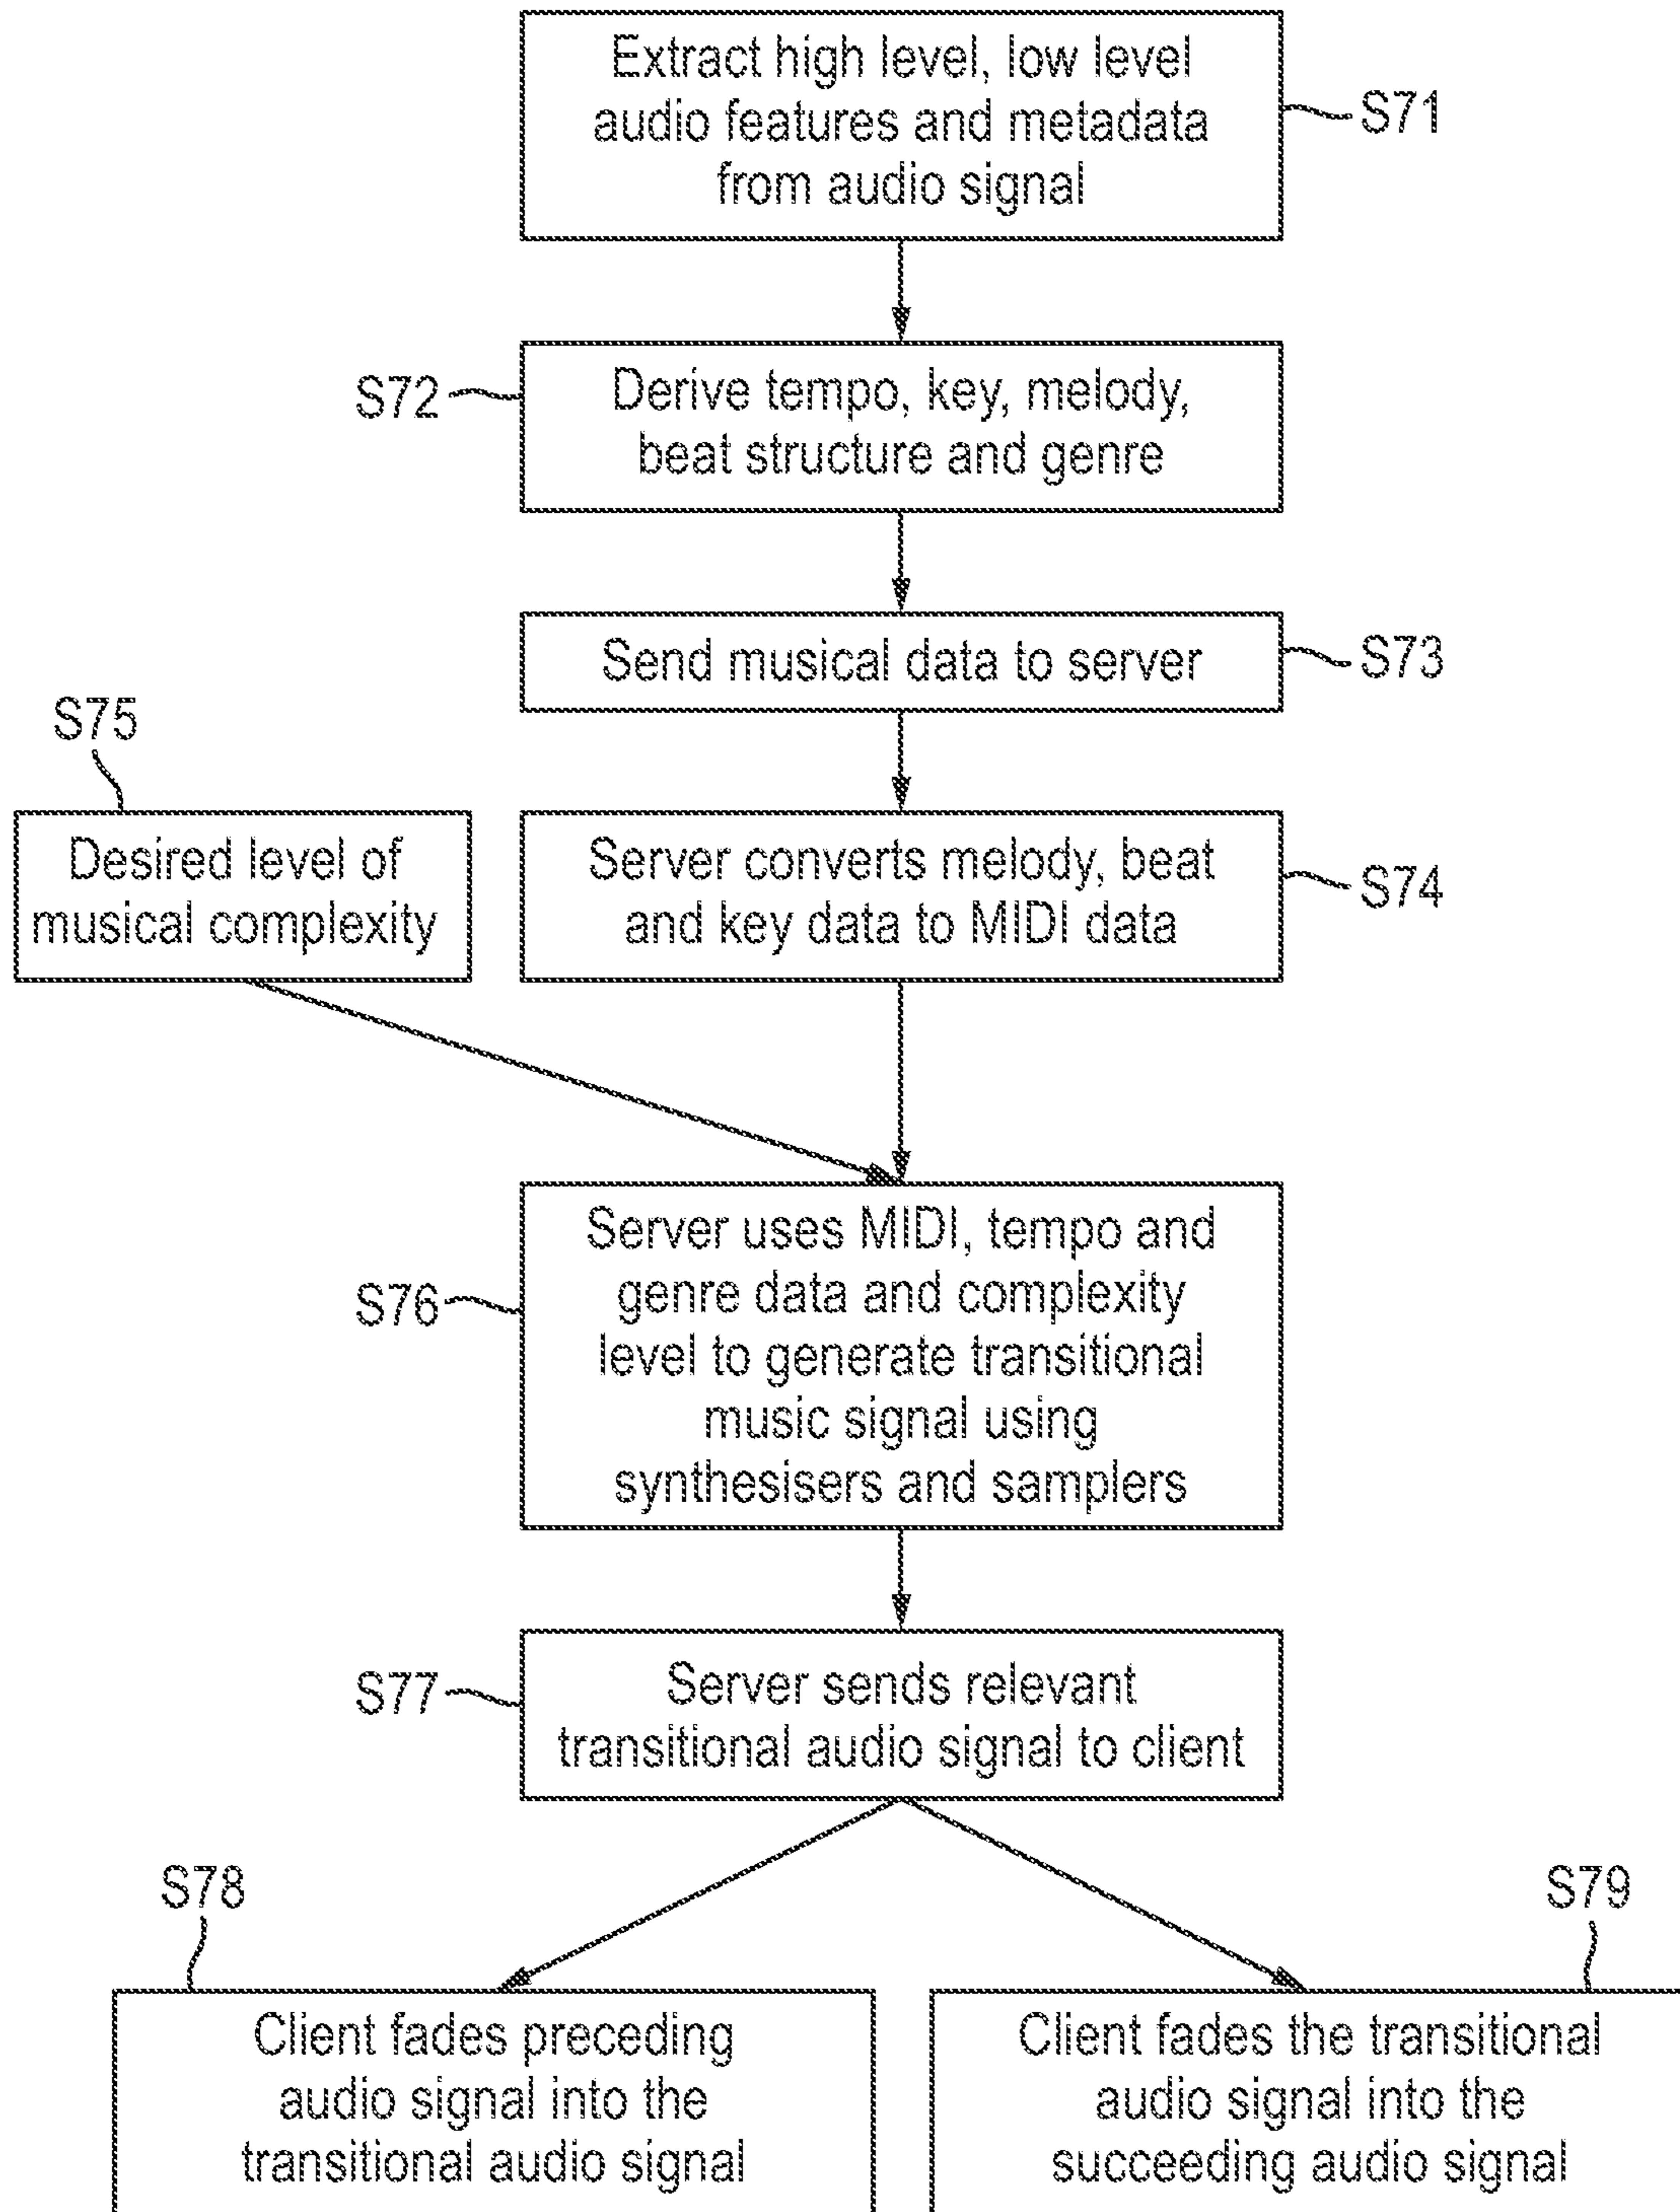 Extract high level, low level
audio features and metadata
from audio signal
S71
S72
Derive tempo, key, melody,
beat structure and genre
Send musical data to server
S73
S75
Desired level of
musical complexity
Server converts melody, beat
and key data to MIDI data
S74
S76
Server uses MIDI, tempo and
genre data and complexity
level to generate transitional
music signal using
synthesisers and samplers
S77
Server sends relevant
transitional audio signal to client
S78
Client fades preceding
audio signal into the
transitional audio signal
S79
Client fades the transitional
audio signal into the
succeeding audio signal